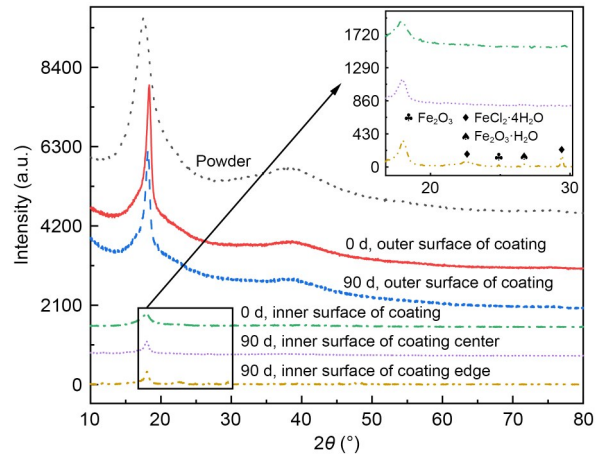 8400
6300
4200
2100
0
Intensity (a.u.)
1720
1290
860
430
0
♣ Fe₂O₃ ♦ FeCl₂·4H₂O
♠ Fe₂O₃·H₂O
20 30
Powder
0 d, outer surface of coating
90 d, outer surface of coating
0 d, inner surface of coating
90 d, inner surface of coating center
90 d, inner surface of coating edge
10 20 30 40 50 60 70 80
2θ (°)